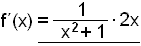 f′(x) = 1/(x² + 1) · 2x